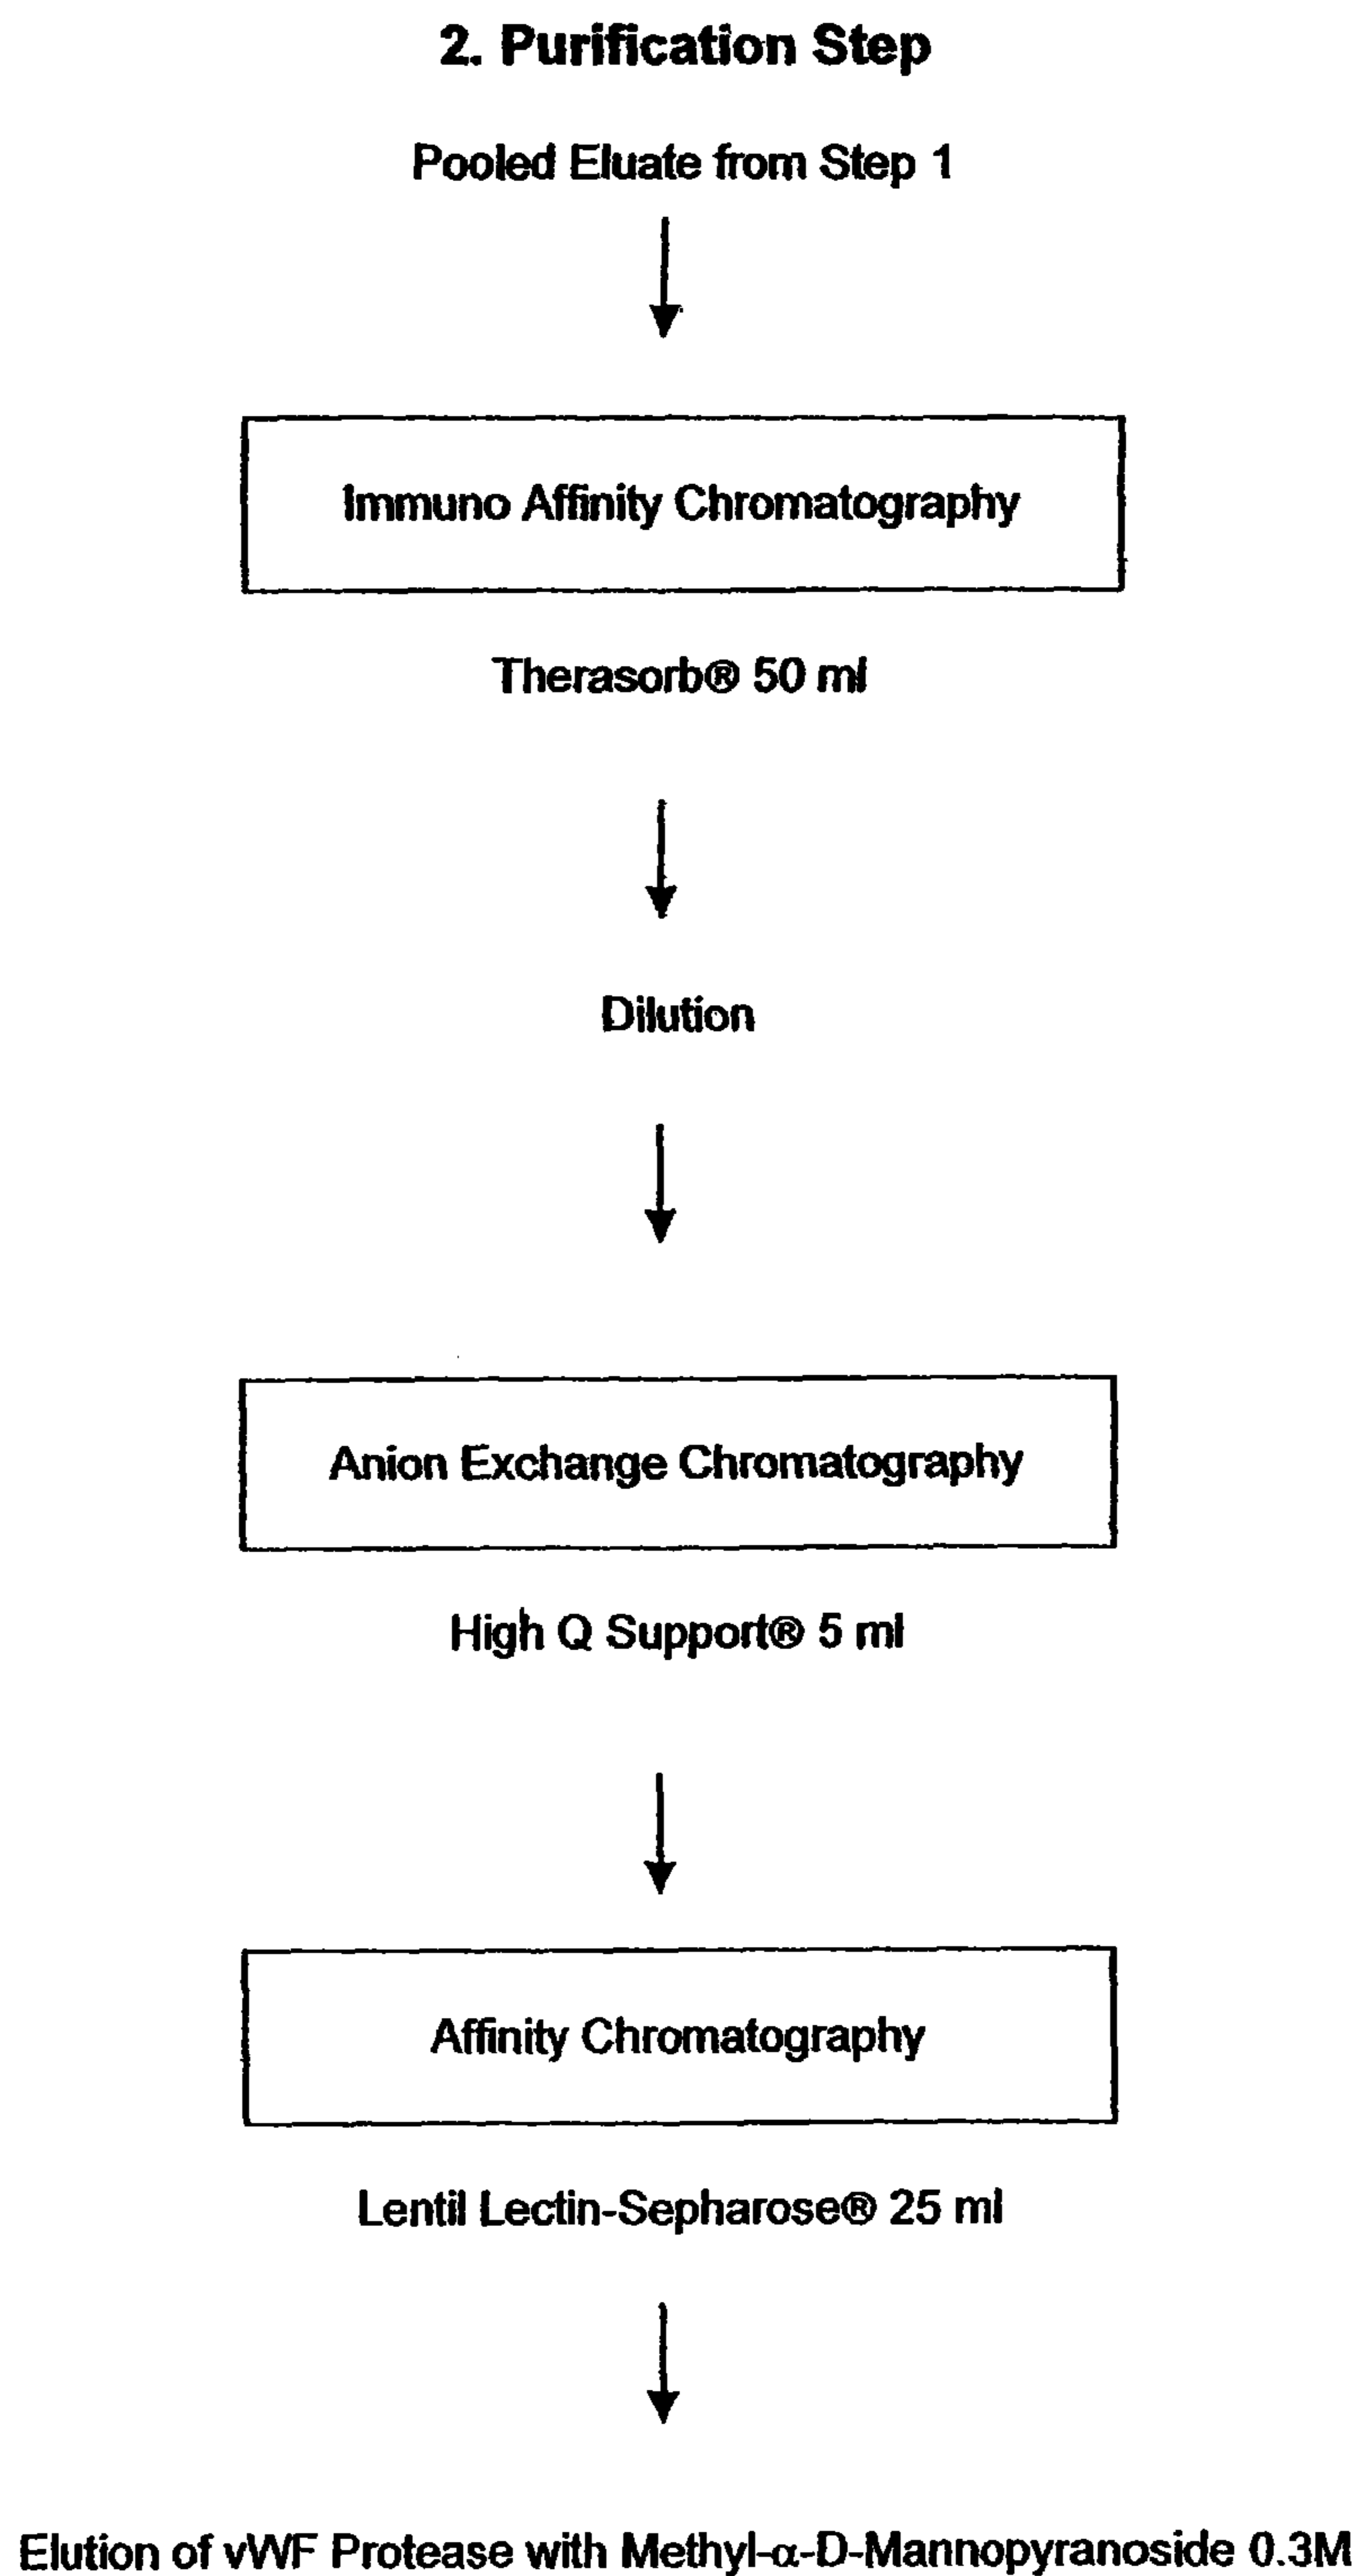 2. Purification Step
Pooled Eluate from Step 1
Immuno Affinity Chromatography
Therasorb® 50 ml
Dilution
Anion Exchange Chromatography
High Q Support® 5 ml
Affinity Chromatography
Lentil Lectin-Sepharose® 25 ml
Elution of vWF Protease with Methyl-α-D-Mannopyranoside 0.3M